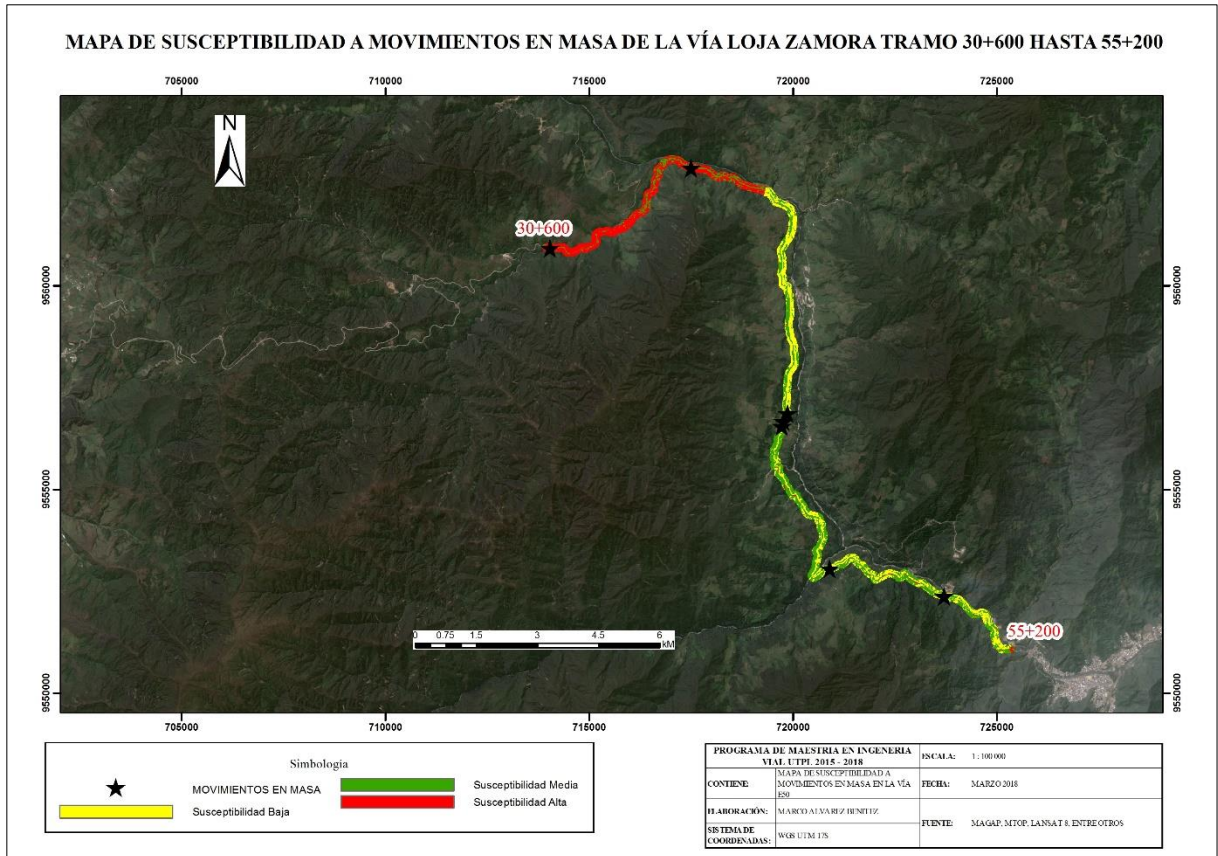 MAPA DE SUSCEPTIBILIDAD A MOVIMIENTOS EN MASA DE LA VÍA LOJA ZAMORA TRAMO 30+600 HASTA 55+200
705000 710000 715000 720000 725000
N
30+600
9560000 9560000
9555000 9555000
0 0.75 1.5 3 4.5 6
kM
55+200
9550000 9550000
705000 710000 715000 720000 725000
Simbologia
MOVIMIENTOS EN MASA
Susceptibilidad Baja
Susceptibilidad Media
Susceptibilidad Alta
PROGRAMA DE MAESTRIA EN INGENERIA
VIAL UTPL 2015 - 2018
ESCALA: 1 : 100 000
CONTIENE:
MAPA DE SUSCEPTIBILIDAD A
MOVIMIENTOS EN MASA EN LA VÍA
E50
FECHA: MARZO 2018
ELABORACIÓN: MARCO ALVAREZ BENITEZ
FUENTE: MAGAP, MTOP, LANSAT 8, ENTRE OTROS
SISTEMA DE
COORDENADAS: WGS UTM 17S